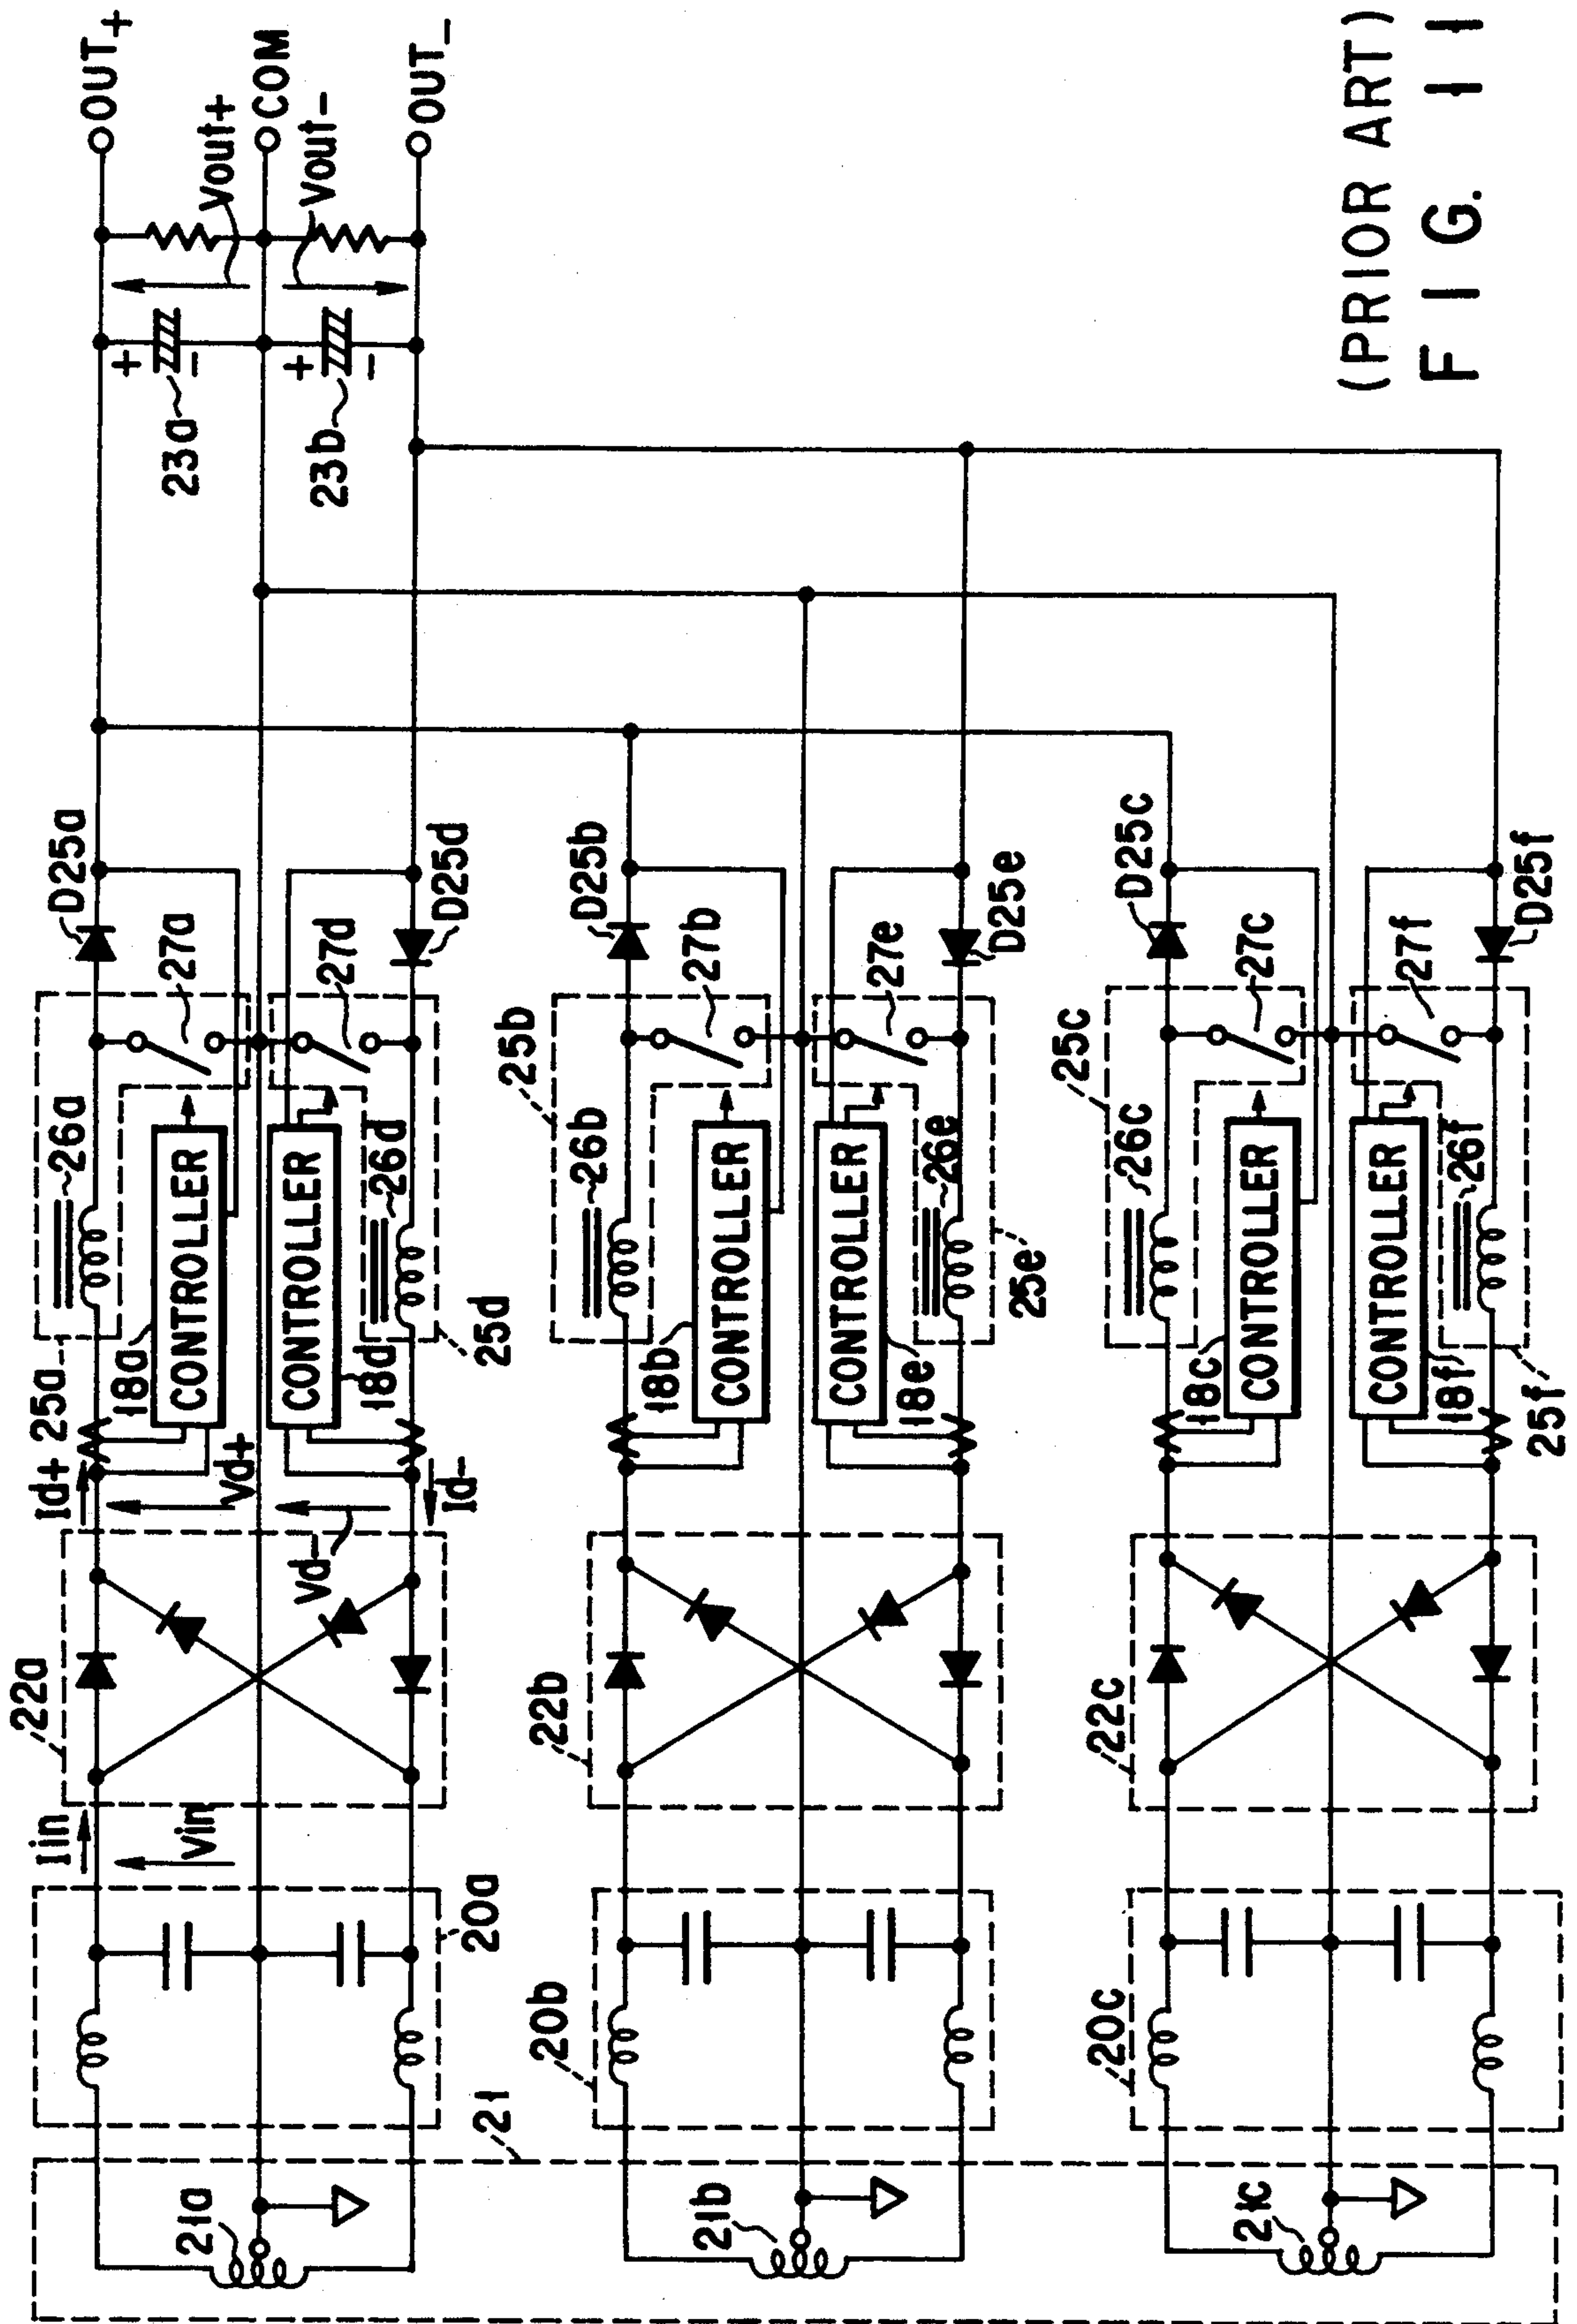 OUT+
Vout+
COM
Vout-
OUT-
+
-
23a
+
-
23b
D25a
27a
27d
D25d
26a
CONTROLLER
CONTROLLER
26d
25a
18a
18d
25d
Id+
Vd+
Vd-
Id-
22a
Iin
Vin
20a
21
21a
D25b
27b
27e
D25e
25b
26b
CONTROLLER
CONTROLLER
26e
18b
18e
25e
22b
20b
21b
D25c
27c
27f
D25f
25c
26c
CONTROLLER
CONTROLLER
26f
18c
18f
25f
22c
20c
21c
(PRIOR ART)
FIG. 11